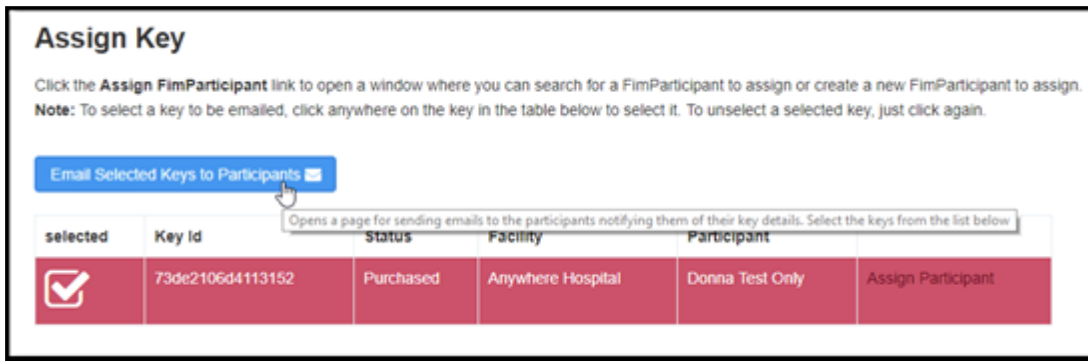 Assign Key
Click the Assign FimParticipant link to open a window where you can search for a FimParticipant to assign or create a new FimParticipant to assign.
Note: To select a key to be emailed, click anywhere on the key in the table below to select it. To unselect a selected key, just click again.
Email Selected Keys to Participants
Opens a page for sending emails to the participants notifying them of their key details. Select the keys from the list below
selected Key Id Status Facility Participant
73de2106d4113152 Purchased Anywhere Hospital Donna Test Only Assign Participant